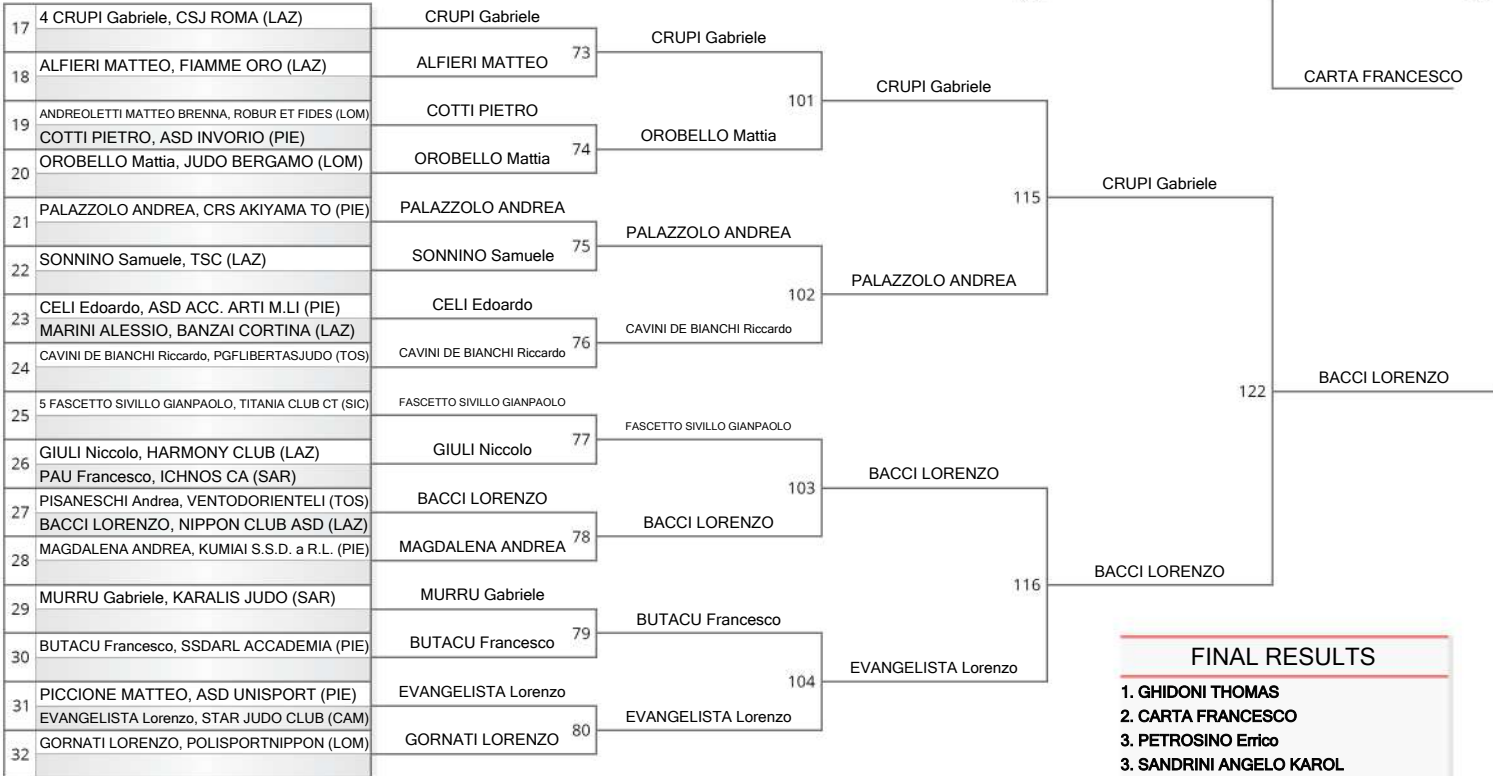 17
4 CRUPI Gabriele, CSJ ROMA (LAZ)
18
ALFIERI MATTEO, FIAMME ORO (LAZ)
19
ANDREOLETTI MATTEO BRENNA, ROBUR ET FIDES (LOM)
COTTI PIETRO, ASD INVORIO (PIE)
20
OROBELLO Mattia, JUDO BERGAMO (LOM)
21
PALAZZOLO ANDREA, CRS AKIYAMA TO (PIE)
22
SONNINO Samuele, TSC (LAZ)
23
CELI Edoardo, ASD ACC. ARTI M.LI (PIE)
MARINI ALESSIO, BANZAI CORTINA (LAZ)
24
CAVINI DE BIANCHI Riccardo, PGFLIBERTASJUDO (TOS)
25
5 FASCETTO SIVILLO GIANPAOLO, TITANIA CLUB CT (SIC)
26
GIULI Niccolo, HARMONY CLUB (LAZ)
PAU Francesco, ICHNOS CA (SAR)
27
PISANESCHI Andrea, VENTODORIENTELI (TOS)
BACCI LORENZO, NIPPON CLUB ASD (LAZ)
28
MAGDALENA ANDREA, KUMIAI S.S.D. a R.L. (PIE)
29
MURRU Gabriele, KARALIS JUDO (SAR)
30
BUTACU Francesco, SSDARL ACCADEMIA (PIE)
31
PICCIONE MATTEO, ASD UNISPORT (PIE)
EVANGELISTA Lorenzo, STAR JUDO CLUB (CAM)
32
GORNATI LORENZO, POLISPORTNIPPON (LOM)
CRUPI Gabriele
73
ALFIERI MATTEO
COTTI PIETRO
74
OROBELLO Mattia
PALAZZOLO ANDREA
75
SONNINO Samuele
CELI Edoardo
76
CAVINI DE BIANCHI Riccardo
FASCETTO SIVILLO GIANPAOLO
77
GIULI Niccolo
BACCI LORENZO
78
MAGDALENA ANDREA
MURRU Gabriele
79
BUTACU Francesco
EVANGELISTA Lorenzo
80
GORNATI LORENZO
CRUPI Gabriele
101
OROBELLO Mattia
PALAZZOLO ANDREA
102
CAVINI DE BIANCHI Riccardo
FASCETTO SIVILLO GIANPAOLO
103
BACCI LORENZO
BUTACU Francesco
104
EVANGELISTA Lorenzo
CRUPI Gabriele
115
PALAZZOLO ANDREA
BACCI LORENZO
116
EVANGELISTA Lorenzo
CRUPI Gabriele
122
BACCI LORENZO
CARTA FRANCESCO
BACCI LORENZO
FINAL RESULTS
1. GHIDONI THOMAS
2. CARTA FRANCESCO
3. PETROSINO Errico
3. SANDRINI ANGELO KAROL